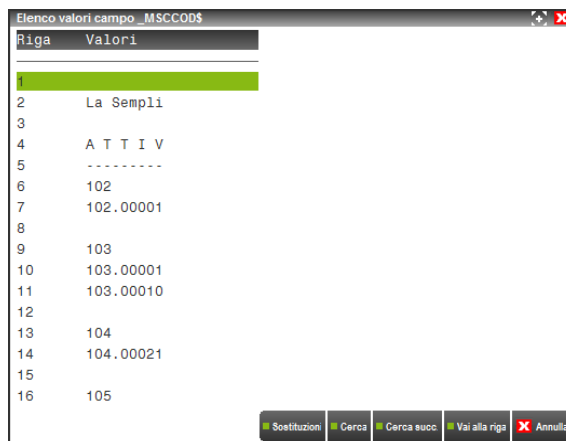 Elenco valori campo _MSCCOD$
Riga Valori
1
2 La Sempli
3
4 A T T I V
5 ---------
6 102
7 102.00001
8
9 103
10 103.00001
11 103.00010
12
13 104
14 104.00021
15
16 105
Sostituzioni Cerca Cerca succ. Vai alla riga Annulla